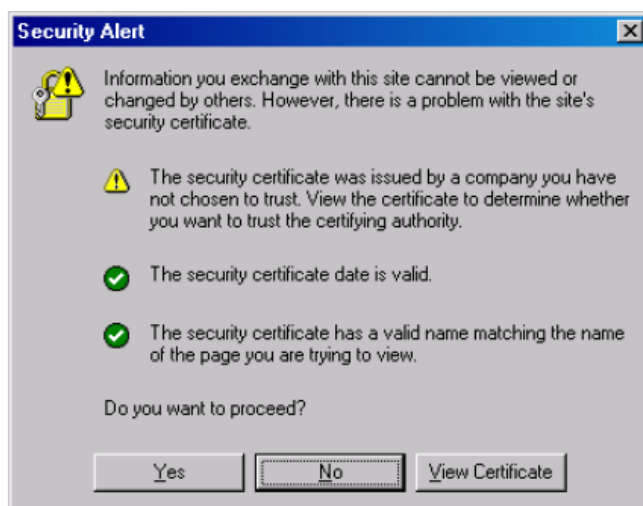 Security Alert
Information you exchange with this site cannot be viewed or
changed by others. However, there is a problem with the site's
security certificate.
The security certificate was issued by a company you have
not chosen to trust. View the certificate to determine whether
you want to trust the certifying authority.
The security certificate date is valid.
The security certificate has a valid name matching the name
of the page you are trying to view.
Do you want to proceed?
Yes No View Certificate